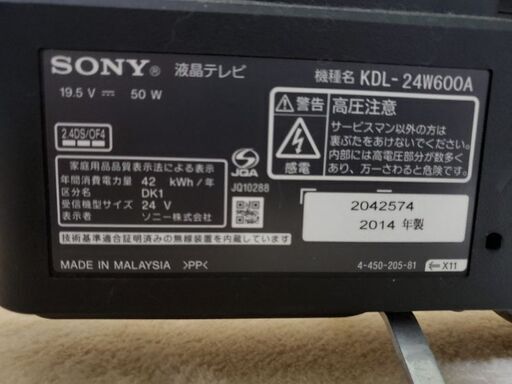 SONY® 液晶テレビ 機種名 KDL-24W600A
19.5 V ⎓ 50 W
2.4DS/OF4
家庭用品品質表示法による表示
年間消費電力量 42 kWh/年
区分名 DK1
受信機型サイズ 24 V
ソニー株式会社
JQA
JQ10288
警告
感電
高圧注意
サービスマン以外の方は
裏ぶたをあけないでください。
内部には高電圧部分が数多く
あり、万一さわると危険です。
2042574
2014 年製
技術基準適合証明済みの無線装置を内蔵しています。
MADE IN MALAYSIA >PP<
4-450-205-81 X11